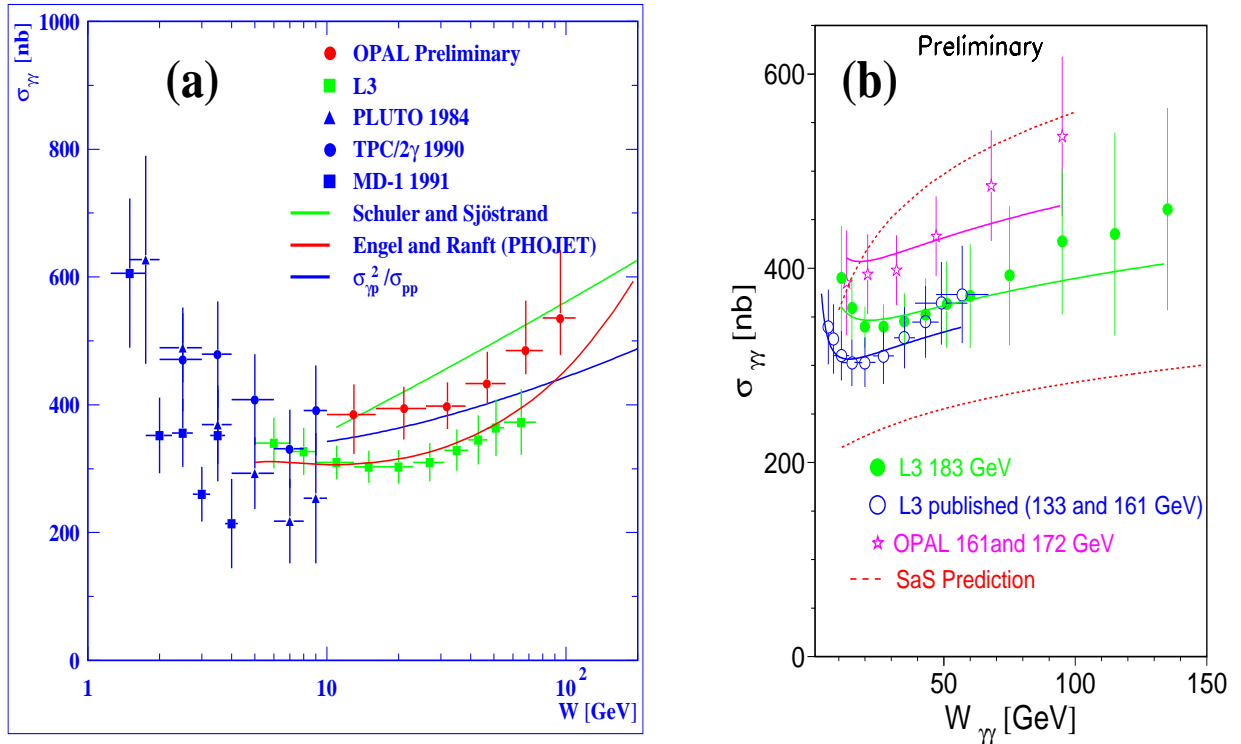 1000
800
600
400
200
0
1
10
10²
σγγ [nb]
W [GeV]
(a)
OPAL Preliminary
L3
PLUTO 1984
TPC/2γ 1990
MD-1 1991
Schuler and Sjöstrand
Engel and Ranft (PHOJET)
σ²γp/σpp
Preliminary
(b)
600
400
200
0
σγγ [nb]
L3 183 GeV
L3 published (133 and 161 GeV)
OPAL 161and 172 GeV
SaS Prediction
50
100
150
Wγγ [GeV]